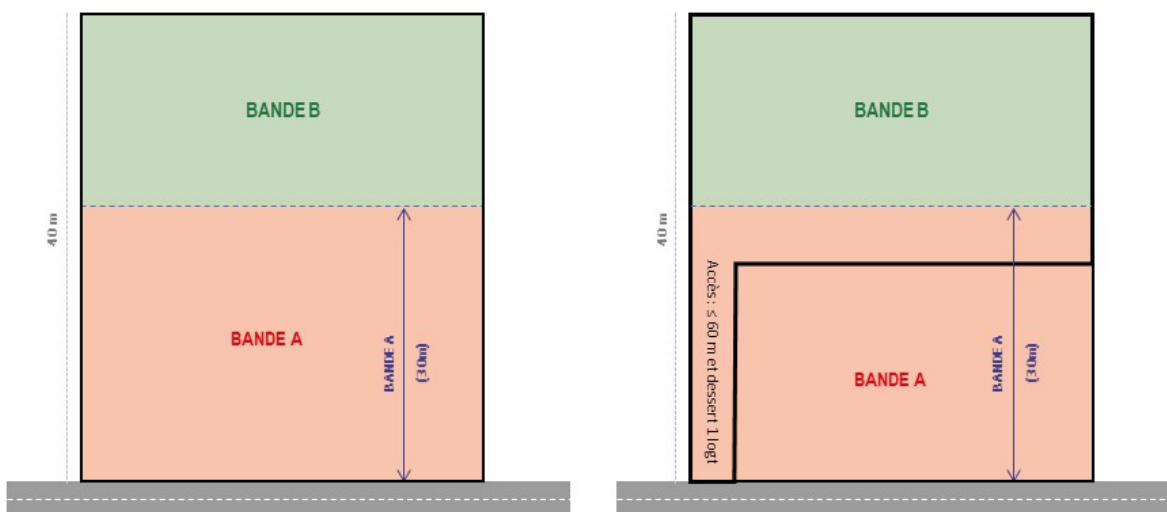 BANDE B
40 m
BANDE A
BANDE A
(30m)
BANDE B
40 m
Accès : ≤ 60 m et dessert 1 logt
BANDE A
BANDE A
(30m)